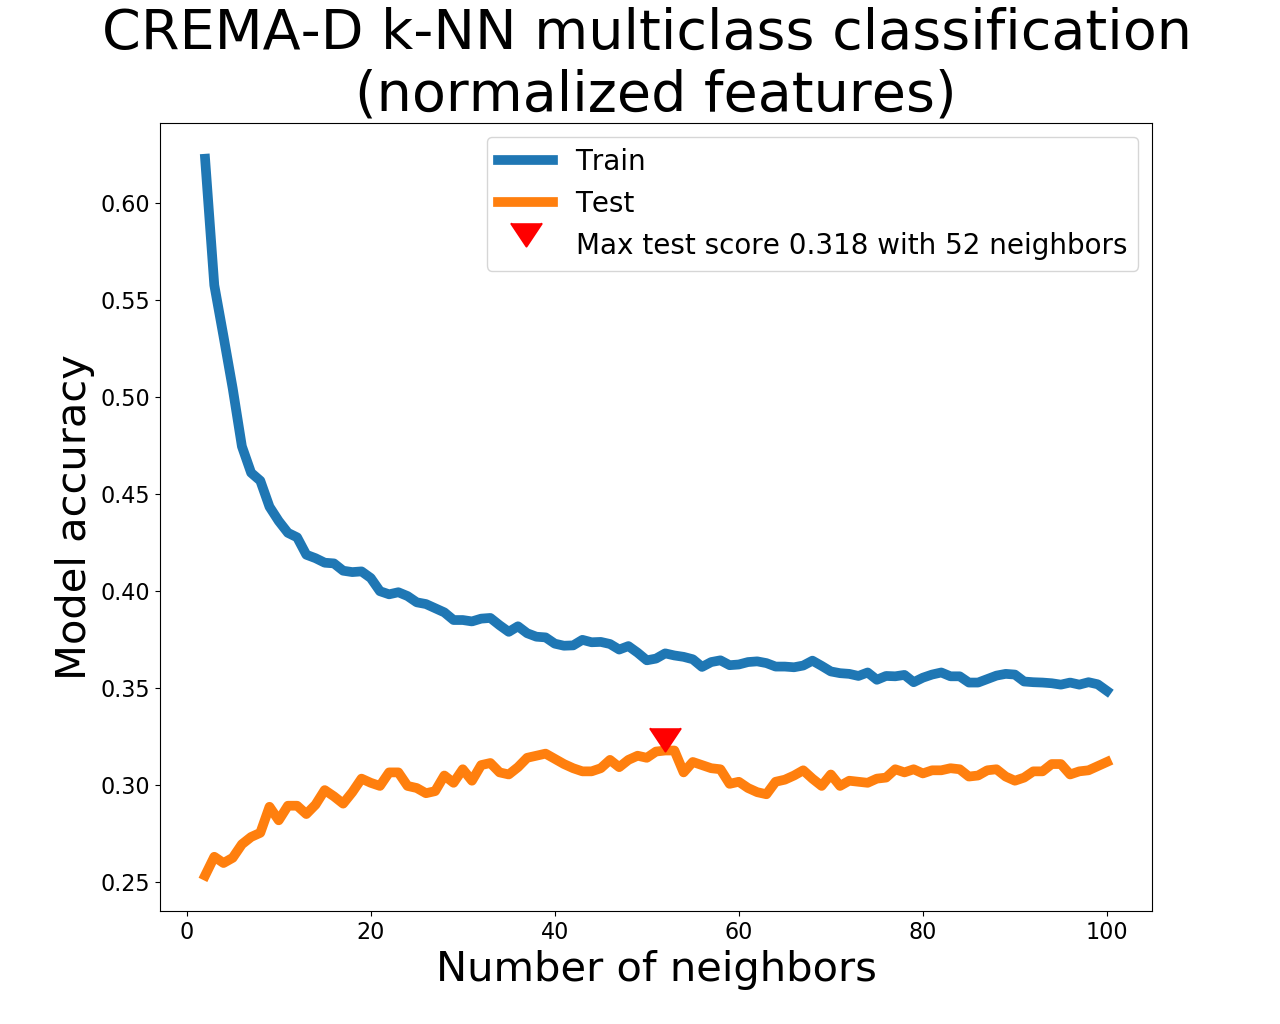 CREMA-D k-NN multiclass classification
(normalized features)
Train
Test
Max test score 0.318 with 52 neighbors
Model accuracy
0.60
0.55
0.50
0.45
0.40
0.35
0.30
0.25
0 20 40 60 80 100
Number of neighbors